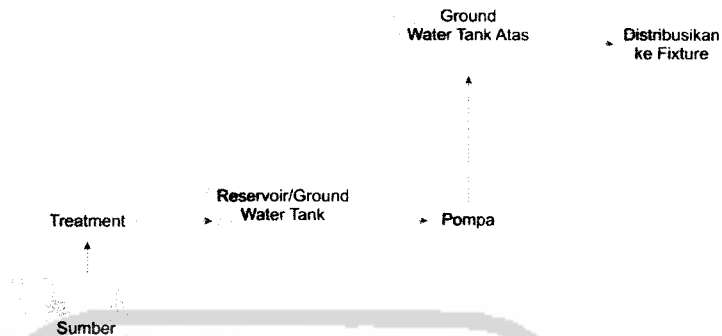 Ground
Water Tank Atas
Distribusikan
ke Fixture
Reservoir/Ground
Water Tank
Treatment
Pompa
Sumber